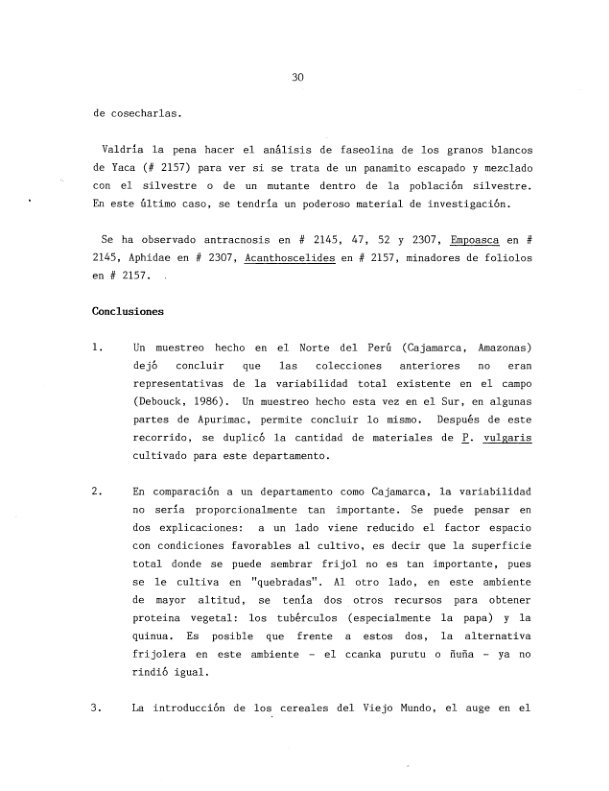 30
de cosecharlas.
Valdría la pena hacer el análisis de faseolina de los granos blancos
de Yaca (# 2157) para ver si se trata de un panamito escapado y mezclado
con el silvestre o de un mutante dentro de la población silvestre.
En este último caso, se tendría un poderoso material de investigación.
Se ha observado antracnosis en # 2145, 47, 52 y 2307, Empoasca en #
2145, Aphidae en # 2307, Acanthoscelides en # 2157, minadores de foliolos
en # 2157.
Conclusiones
1. Un muestreo hecho en el Norte del Perú (Cajamarca, Amazonas)
dejó concluir que las colecciones anteriores no eran
representativas de la variabilidad total existente en el campo
(Debouck, 1986). Un muestreo hecho esta vez en el Sur, en algunas
partes de Apurímac, permite concluir lo mismo. Después de este
recorrido, se duplicó la cantidad de materiales de P. vulgaris
cultivado para este departamento.
2. En comparación a un departamento como Cajamarca, la variabilidad
no sería proporcionalmente tan importante. Se puede pensar en
dos explicaciones: a un lado viene reducido el factor espacio
con condiciones favorables al cultivo, es decir que la superficie
total donde se puede sembrar frijol no es tan importante, pues
se le cultiva en "quebradas". Al otro lado, en este ambiente
de mayor altitud, se tenía dos otros recursos para obtener
proteina vegetal: los tubérculos (especialmente la papa) y la
quinua. Es posible que frente a estos dos, la alternativa
frijolera en este ambiente - el ccanka purutu o ñuña - ya no
rindió igual.
3. La introducción de los cereales del Viejo Mundo, el auge en el